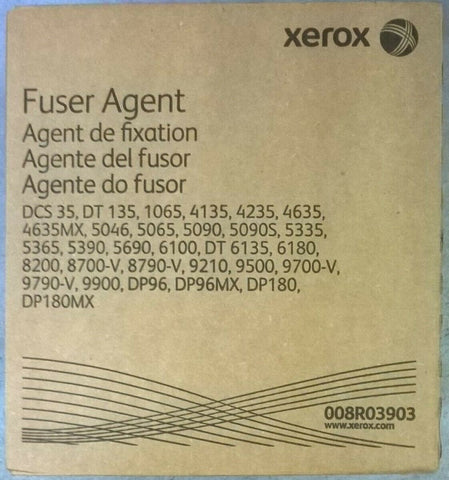 xerox
Fuser Agent
Agent de fixation
Agente del fusor
Agente do fusor
DCS 35, DT 135, 1065, 4135, 4235, 4635,
4635MX, 5046, 5065, 5090, 5090S, 5335,
5365, 5390, 5690, 6100, DT 6135, 6180,
8200, 8700-V, 8790-V, 9210, 9500, 9700-V,
9790-V, 9900, DP96, DP96MX, DP180,
DP180MX
008R03903
www.xerox.com